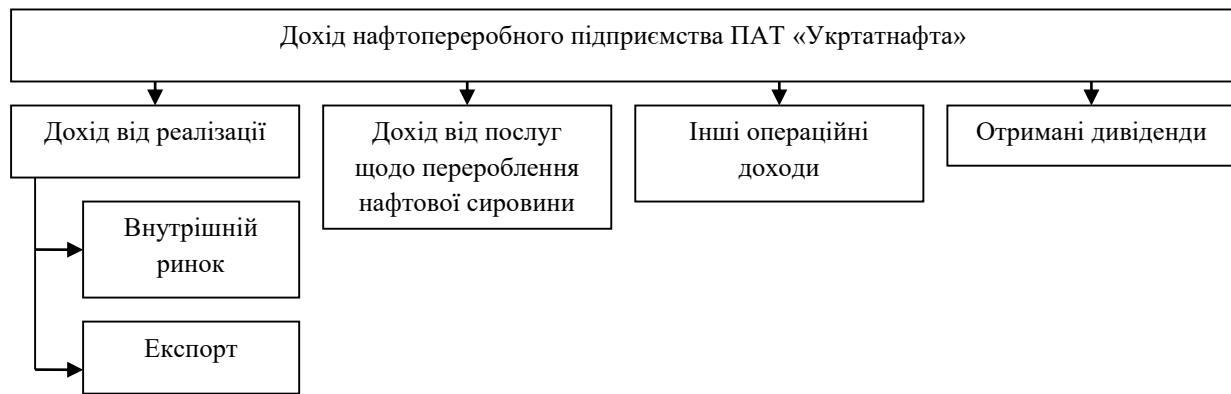 Дохід нафтопереробного підприємства ПАТ «Укртатнафта»
Дохід від реалізації
Внутрішній
ринок
Експорт
Дохід від послуг
щодо перероблення
нафтової сировини
Інші операційні
доходи
Отримані дивіденди